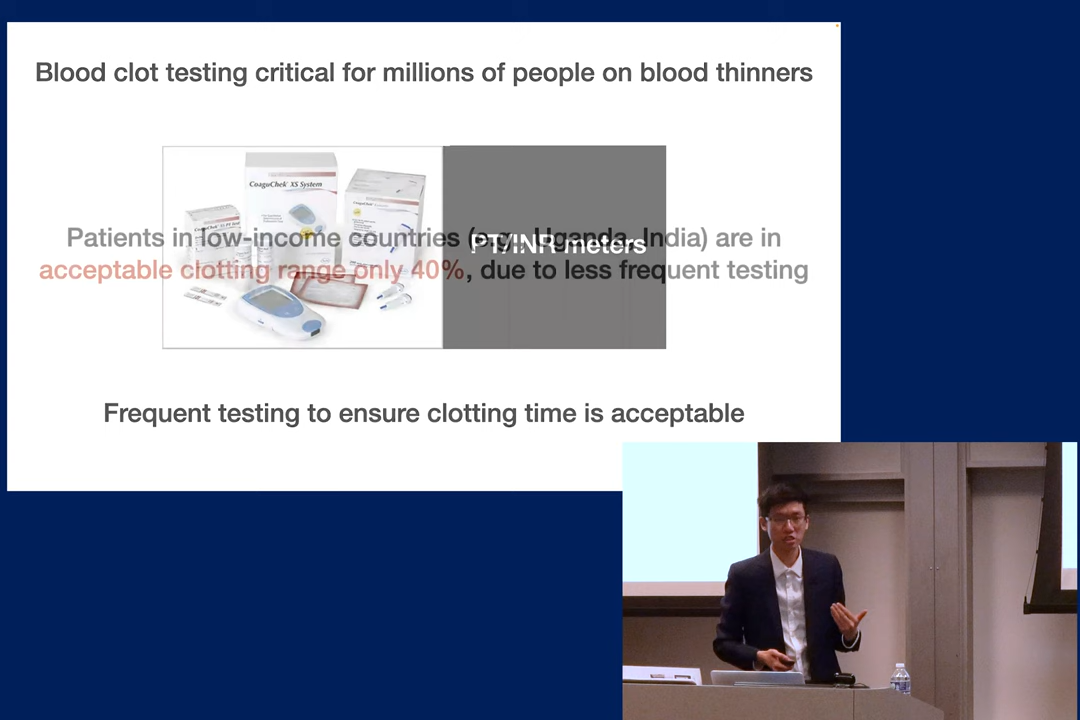 Blood clot testing critical for millions of people on blood thinners
CoaguChek XS System
Patients in low-income countries (e.g., Uganda, India) are in
PT/INR meters
acceptable clotting range only 40%, due to less frequent testing
Frequent testing to ensure clotting time is acceptable